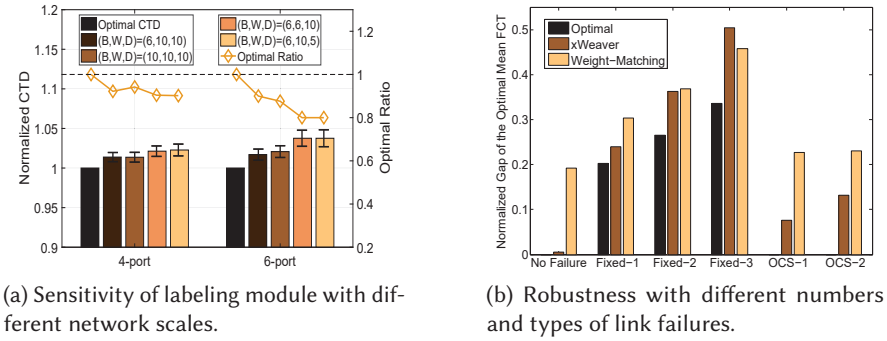 Optimal CTD
(B,W,D)=(6,10,10)
(B,W,D)=(10,10,10)
(B,W,D)=(6,6,10)
(B,W,D)=(6,10,5)
Optimal Ratio
Normalized CTD
1.2
1.15
1.1
1.05
1
0.95
0.9
Optimal Ratio
1.2
1
0.8
0.6
0.4
0.2
4-port
6-port
(a) Sensitivity of labeling module with dif-
ferent network scales.
Optimal
xWeaver
Weight−Matching
Normalized Gap of the Optimal Mean FCT
0.5
0.4
0.3
0.2
0.1
0
No Failure
Fixed−1
Fixed−2
Fixed−3
OCS−1
OCS−2
(b) Robustness with different numbers
and types of link failures.